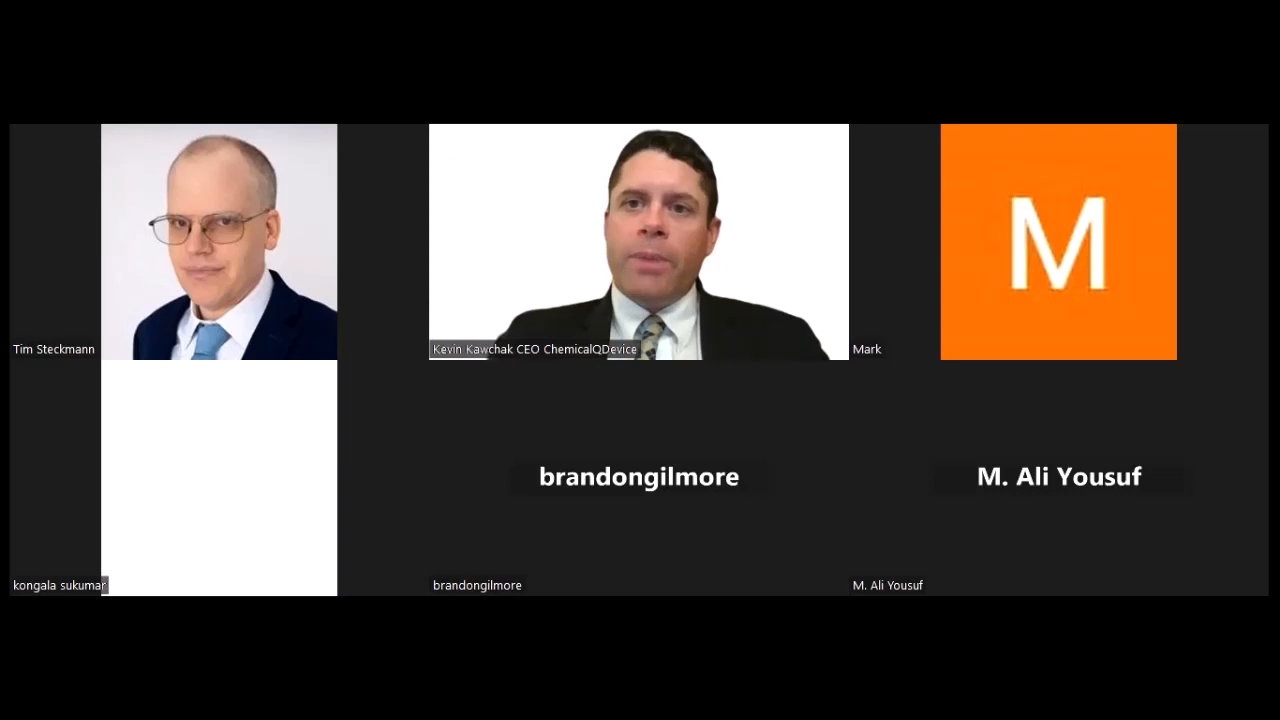 Tim Steckmann
Kevin Kawchak CEO ChemicalQDevice
M
Mark
kongala sukumar
brandongilmore
brandongilmore
M. Ali Yousuf
M. Ali Yousuf